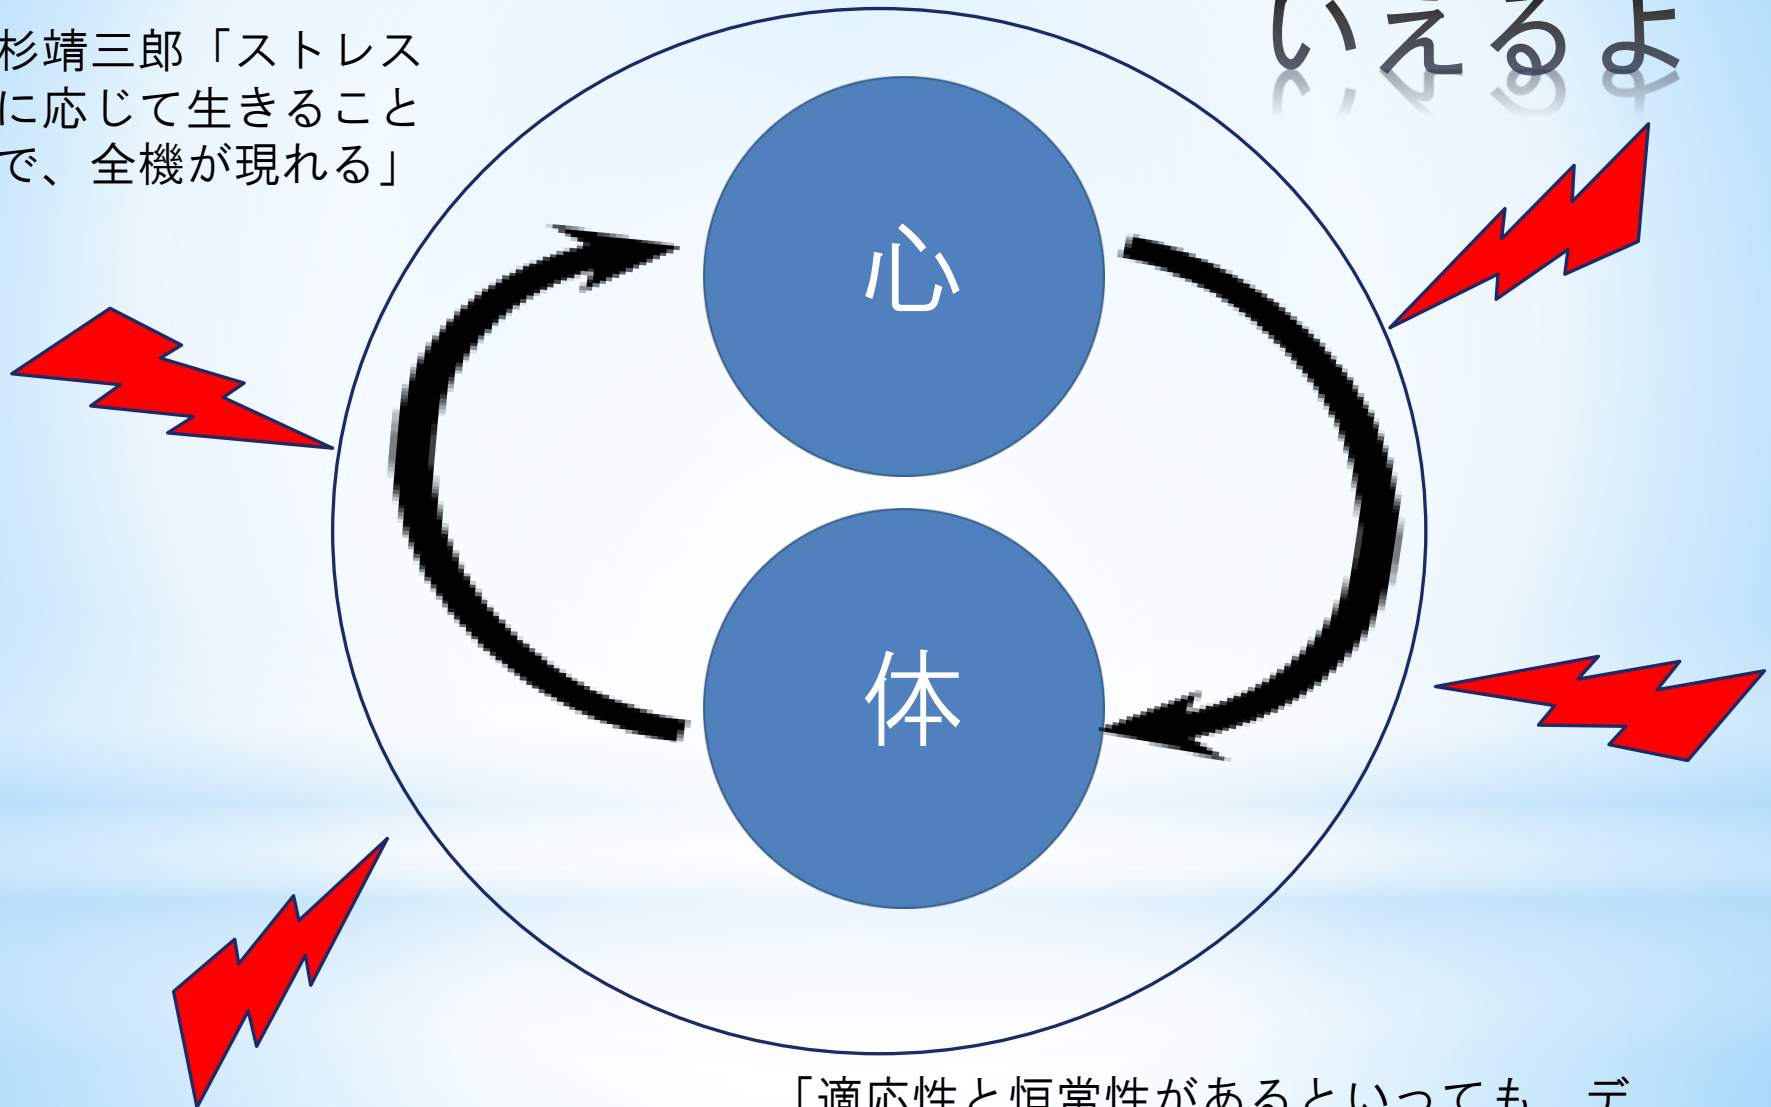 いえるよ
杉靖三郎「ストレス
に応じて生きること
で、全機が現れる」
心
体
「適応性と恒常性があるといっても、デ